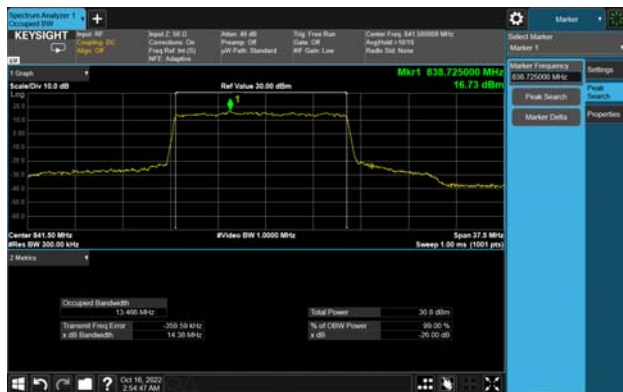 Spectrum Analyzer 1
Occupied BW
KEYSIGHT
Input: RF
Coupling: DC
Align: Off
Input Z: 50 Ω
Corrections: On
Freq Ref: Int (S)
NFE: Adaptive
Atten: 40 dB
Preamp: Off
µW Path: Standard
Trig: Free Run
Gate: Off
#IF Gain: Low
Center Freq: 841.500000 MHz
Avg|Hold:>10/10
Radio Std: None
1 Graph
Scale/Div 10.0 dB
Ref Value 30.00 dBm
Mkr1 838.725000 MHz
16.73 dBm
Log
1
Center 841.50 MHz
#Video BW 1.0000 MHz
Span 37.5 MHz
#Res BW 300.00 kHz
Sweep 1.00 ms (1001 pts)
2 Metrics
Occupied Bandwidth
13.466 MHz
Total Power
30.8 dBm
Transmit Freq Error
-359.59 kHz
% of OBW Power
99.00 %
x dB Bandwidth
14.38 MHz
x dB
-26.00 dB
Oct 16, 2022
2:54:47 AM
Marker
Select Marker
Marker 1
Marker Frequency
838.725000 MHz
Peak Search
Marker Delta
Settings
Peak
Search
Properties